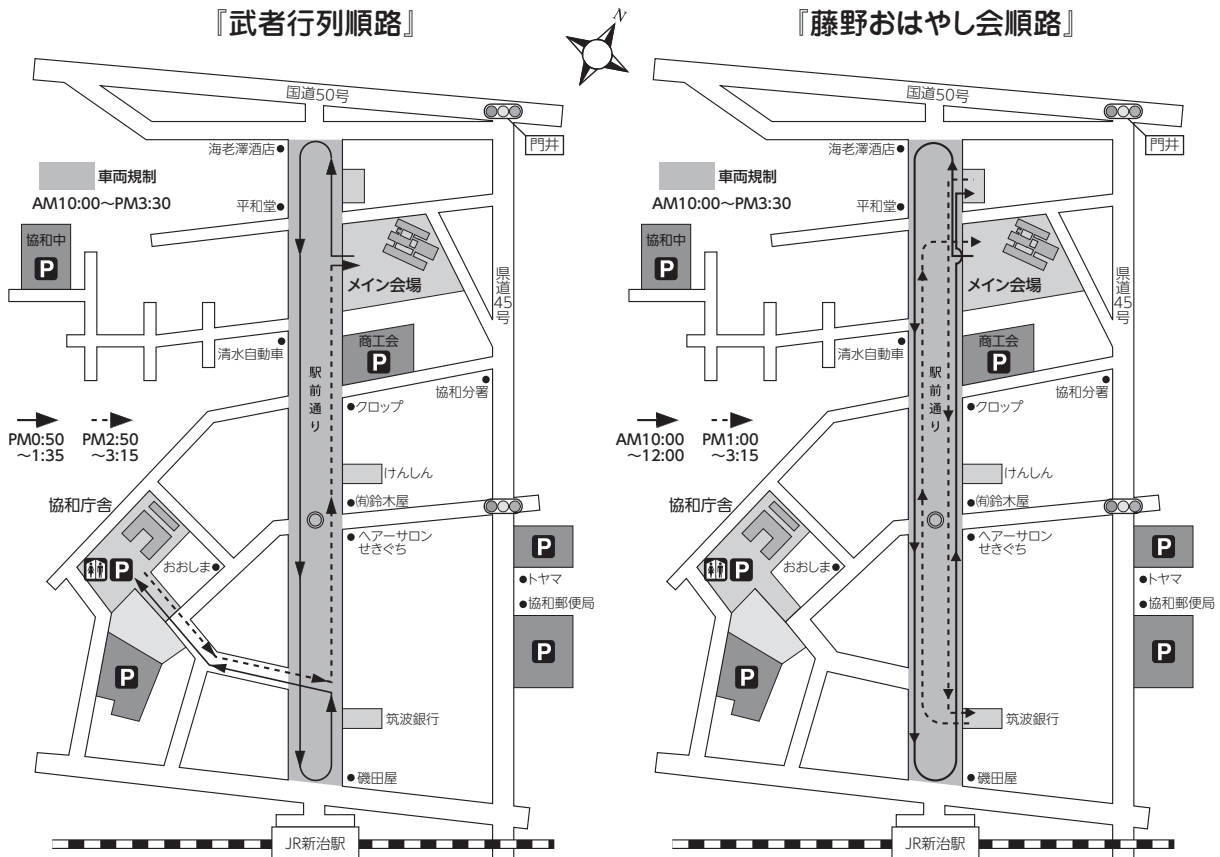 『武者行列順路』
N
国道50号
門井
海老澤酒店
車両規制
AM10:00～PM3:30
平和堂
協和中
P
メイン会場
県道45号
商工会
P
清水自動車
駅前通り
協和分署
クロップ
PM0:50
～1:35
PM2:50
～3:15
けんしん
協和庁舎
㈲鈴木屋
ヘアーサロン
せきぐち
P
おおしま
P
トヤマ
協和郵便局
P
P
筑波銀行
磯田屋
JR新治駅
『藤野おはやし会順路』
国道50号
門井
海老澤酒店
車両規制
AM10:00～PM3:30
平和堂
協和中
P
メイン会場
県道45号
商工会
P
清水自動車
駅前通り
協和分署
クロップ
AM10:00
～12:00
PM1:00
～3:15
けんしん
協和庁舎
㈲鈴木屋
ヘアーサロン
せきぐち
P
おおしま
P
トヤマ
協和郵便局
P
P
筑波銀行
磯田屋
JR新治駅